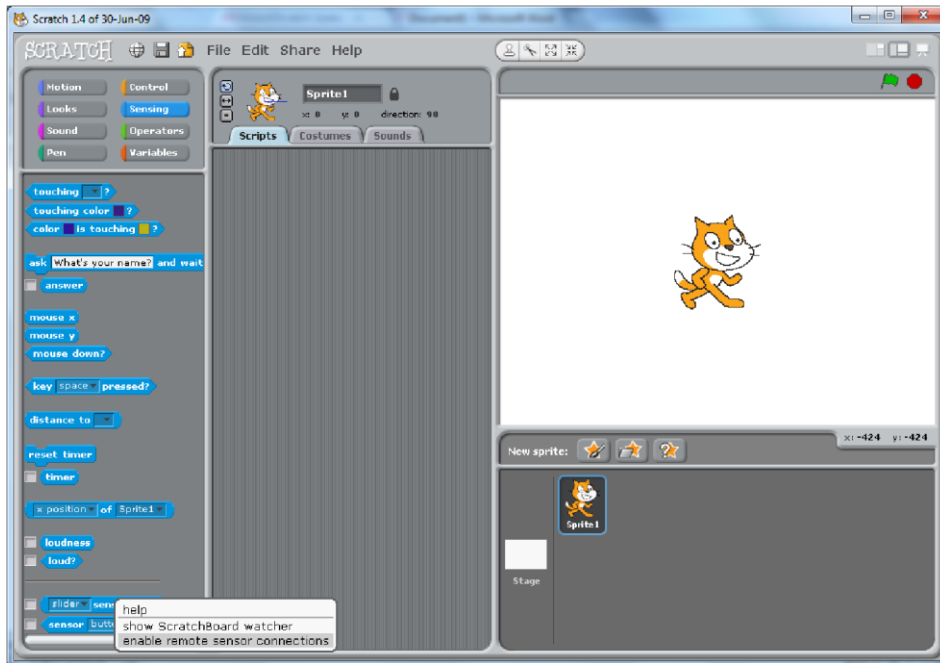 Scratch 1.4 of 30-Jun-09
SCRATCH File Edit Share Help
Motion Control
Looks Sensing
Sound Operators
Pen Variables
Sprite1
x: 0 y: 0 direction: 90
Scripts Costumes Sounds
touching ?
touching color ?
color is touching ?
ask What's your name? and wait
answer
mouse x
mouse y
mouse down?
key space pressed?
distance to
reset timer
timer
x position of Sprite1
loudness
loud?
slider
sensor
help
show ScratchBoard watcher
enable remote sensor connections
x: -424 y: -424
New sprite:
Sprite1
Stage